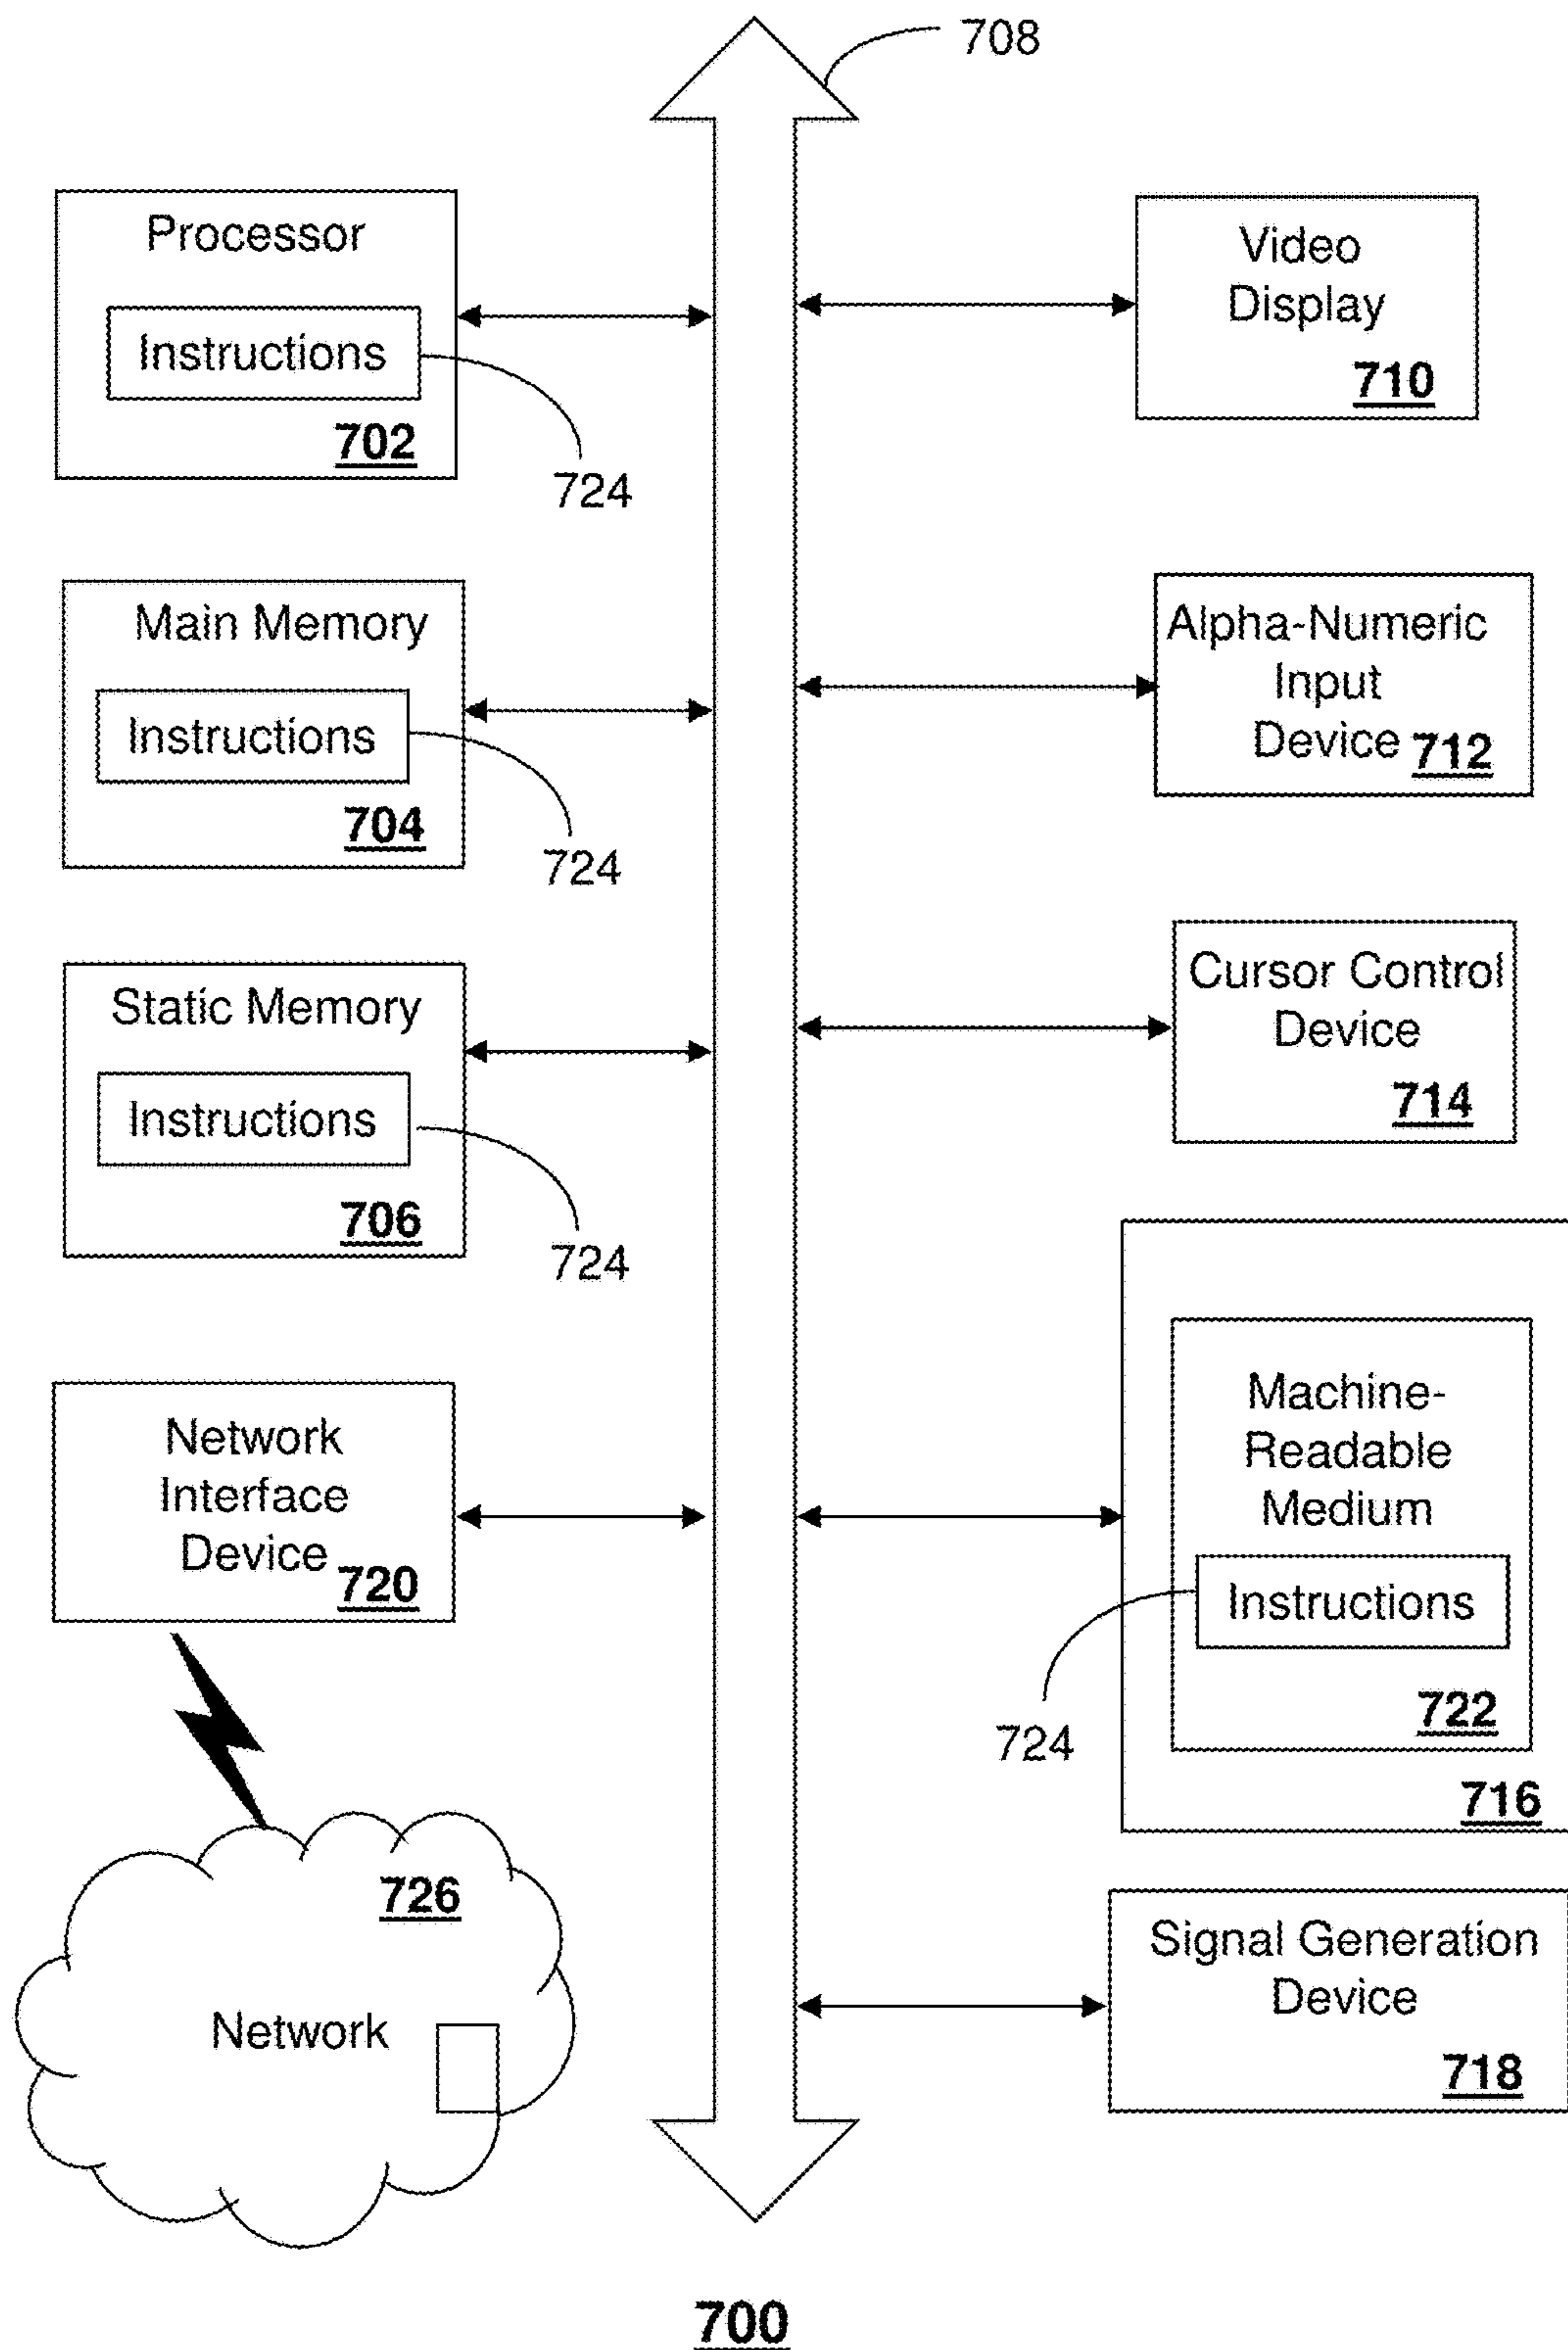 708
Processor
Instructions
702
724
Main Memory
Instructions
704
724
Static Memory
Instructions
706
724
Network
Interface
Device
720
726
Network
Video
Display
710
Alpha-Numeric
Input
Device 712
Cursor Control
Device
714
Machine-
Readable
Medium
Instructions
722
724
716
Signal Generation
Device
718
700